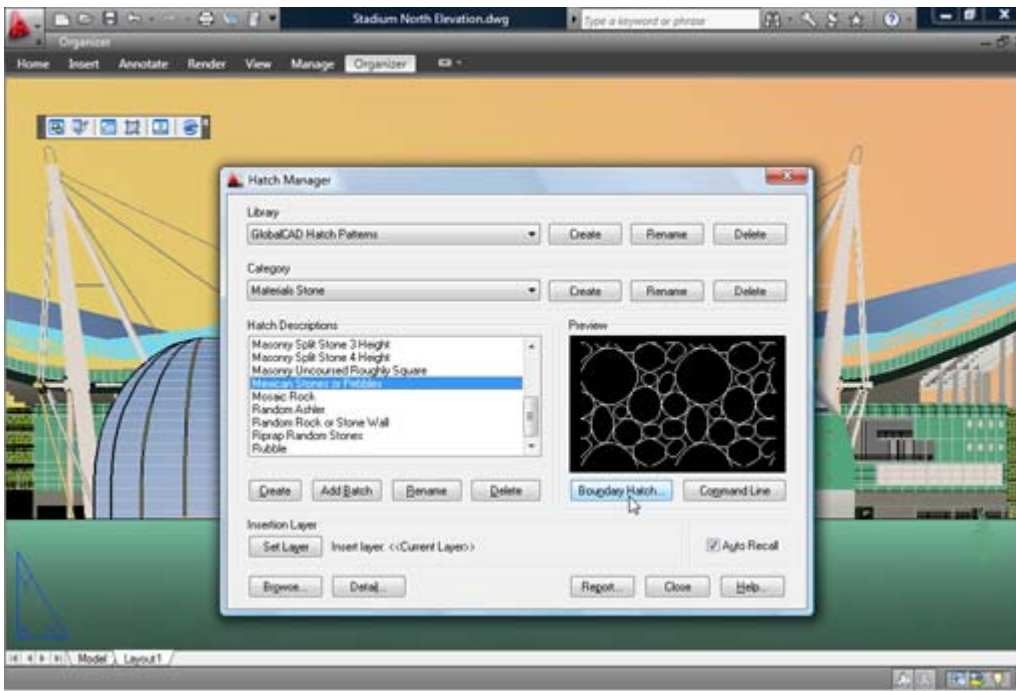 Stadium North Elevation.dwg
Type a keyword or phrase
Organizer
Home Insert Annotate Render View Manage Organizer
Hatch Manager
Library
GlobalCAD Hatch Patterns
Create Rename Delete
Category
Materials Stone
Create Rename Delete
Hatch Descriptions
Preview
Masonry Split Stone 3 Height
Masonry Split Stone 4 Height
Masonry Uncoursed Roughly Square
Mexican Stones or Pebbles
Mosaic Rock
Random Ashler
Random Rock or Stone Wall
Riprap Random Stones
Rubble
Create Add Batch Rename Delete
Boundary Hatch... Command Line
Insertion Layer
Set Layer Insert layer: <<Current Layer>>
Auto Recall
Browse... Detail... Report... Close Help...
Model Layout1